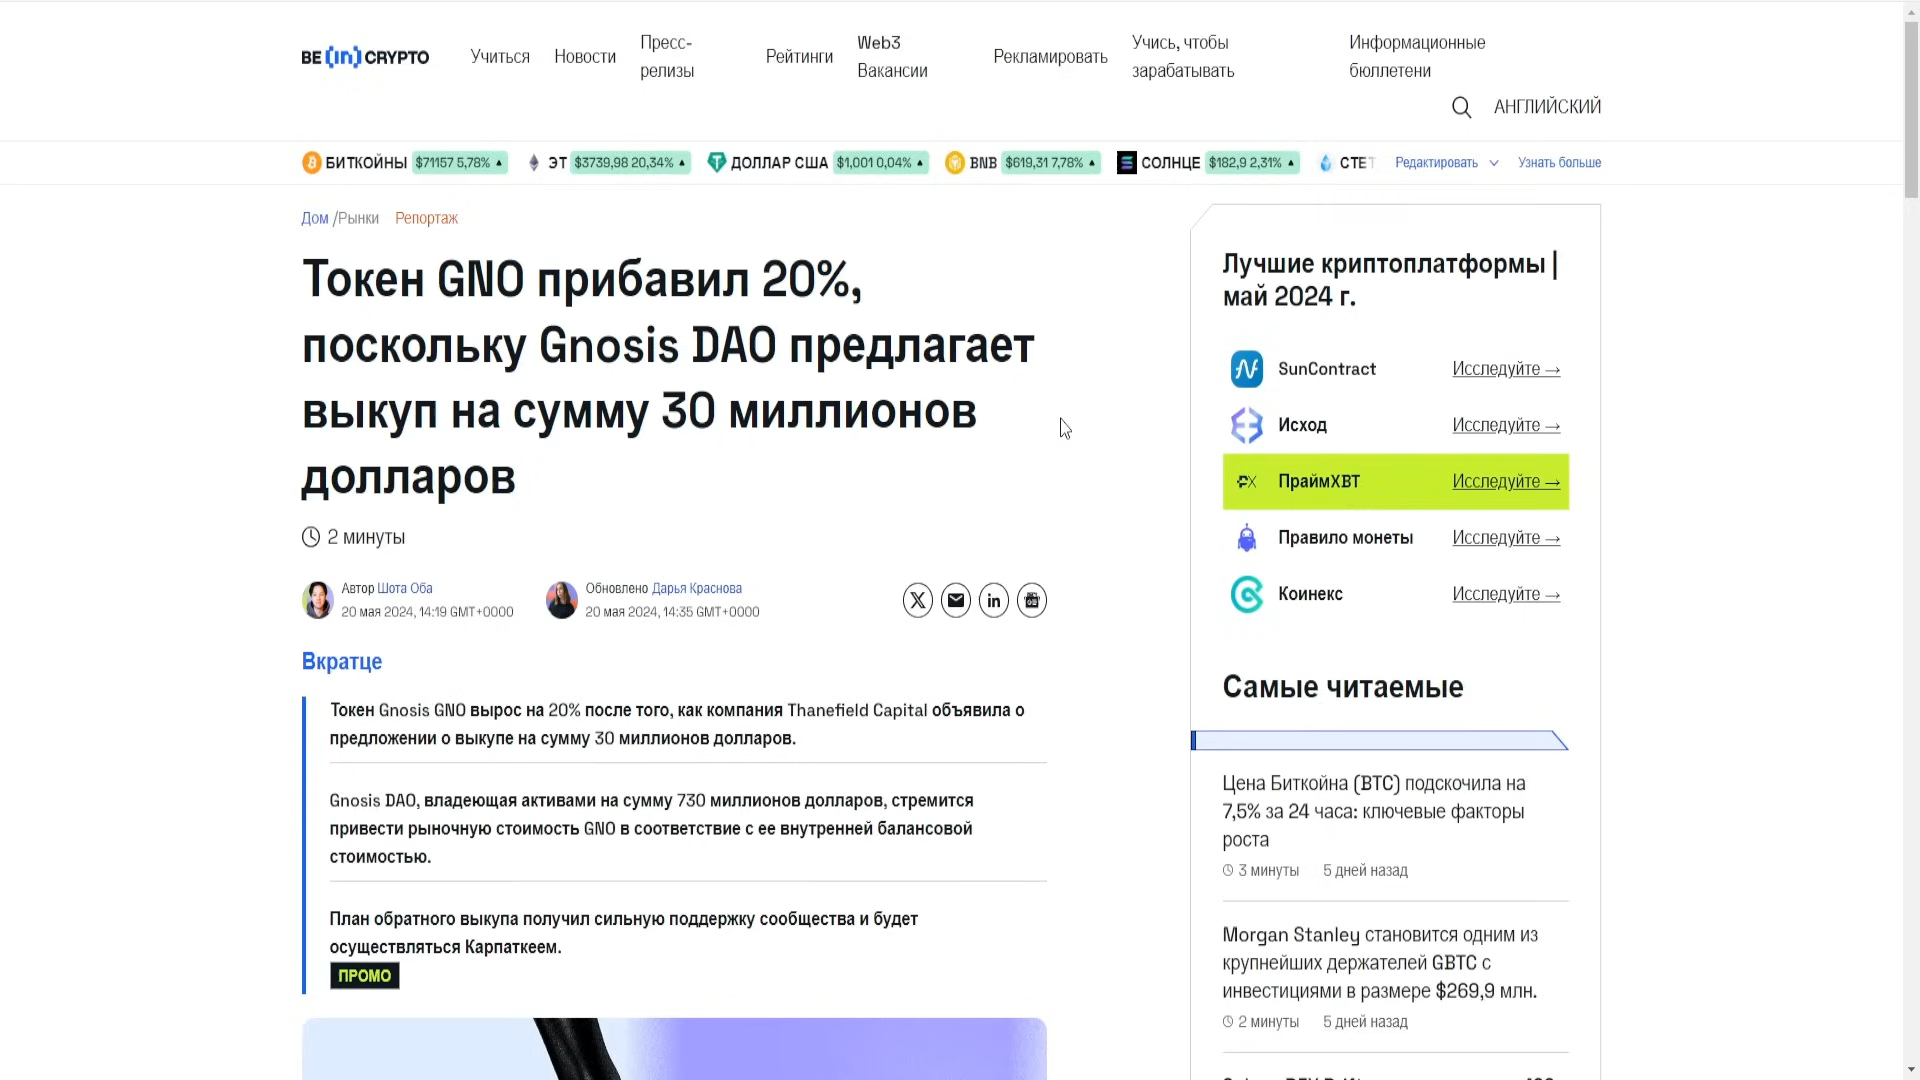 BE [in] CRYPTO
Учиться
Новости
Пресс-
релизы
Рейтинги
Web3
Вакансии
Рекламировать
Учись, чтобы
зарабатывать
Информационные
бюллетени
АНГЛИЙСКИЙ
БИТКОЙНЫ $71157 5,78% ▲ ЭТ $3739,98 20,34% ▲ ДОЛЛАР США $1,001 0,04% ▲ BNB $619,31 7,78% ▲ СОЛНЦЕ $182,9 2,31% ▲ СТЕТ Редактировать Узнать больше
Дом /Рынки Репортаж
Токен GNO прибавил 20%,
поскольку Gnosis DAO предлагает
выкуп на сумму 30 миллионов
долларов
2 минуты
Автор Шота Оба
20 мая 2024, 14:19 GMT+0000
Обновлено Дарья Краснова
20 мая 2024, 14:35 GMT+0000
Вкратце
Токен Gnosis GNO вырос на 20% после того, как компания Thanefield Capital объявила о
предложении о выкупе на сумму 30 миллионов долларов.
Gnosis DAO, владеющая активами на сумму 730 миллионов долларов, стремится
привести рыночную стоимость GNO в соответствие с ее внутренней балансовой
стоимостью.
План обратного выкупа получил сильную поддержку сообщества и будет
осуществляться Карпаткеем.
ПРОМО
Лучшие криптоплатформы |
май 2024 г.
SunContract Исследуйте →
Исход Исследуйте →
ПраймХВТ Исследуйте →
Правило монеты Исследуйте →
Коинекс Исследуйте →
Самые читаемые
Цена Биткойна (BTC) подскочила на
7,5% за 24 часа: ключевые факторы
роста
3 минуты 5 дней назад
Morgan Stanley становится одним из
крупнейших держателей GBTC с
инвестициями в размере $269,9 млн.
2 минуты 5 дней назад